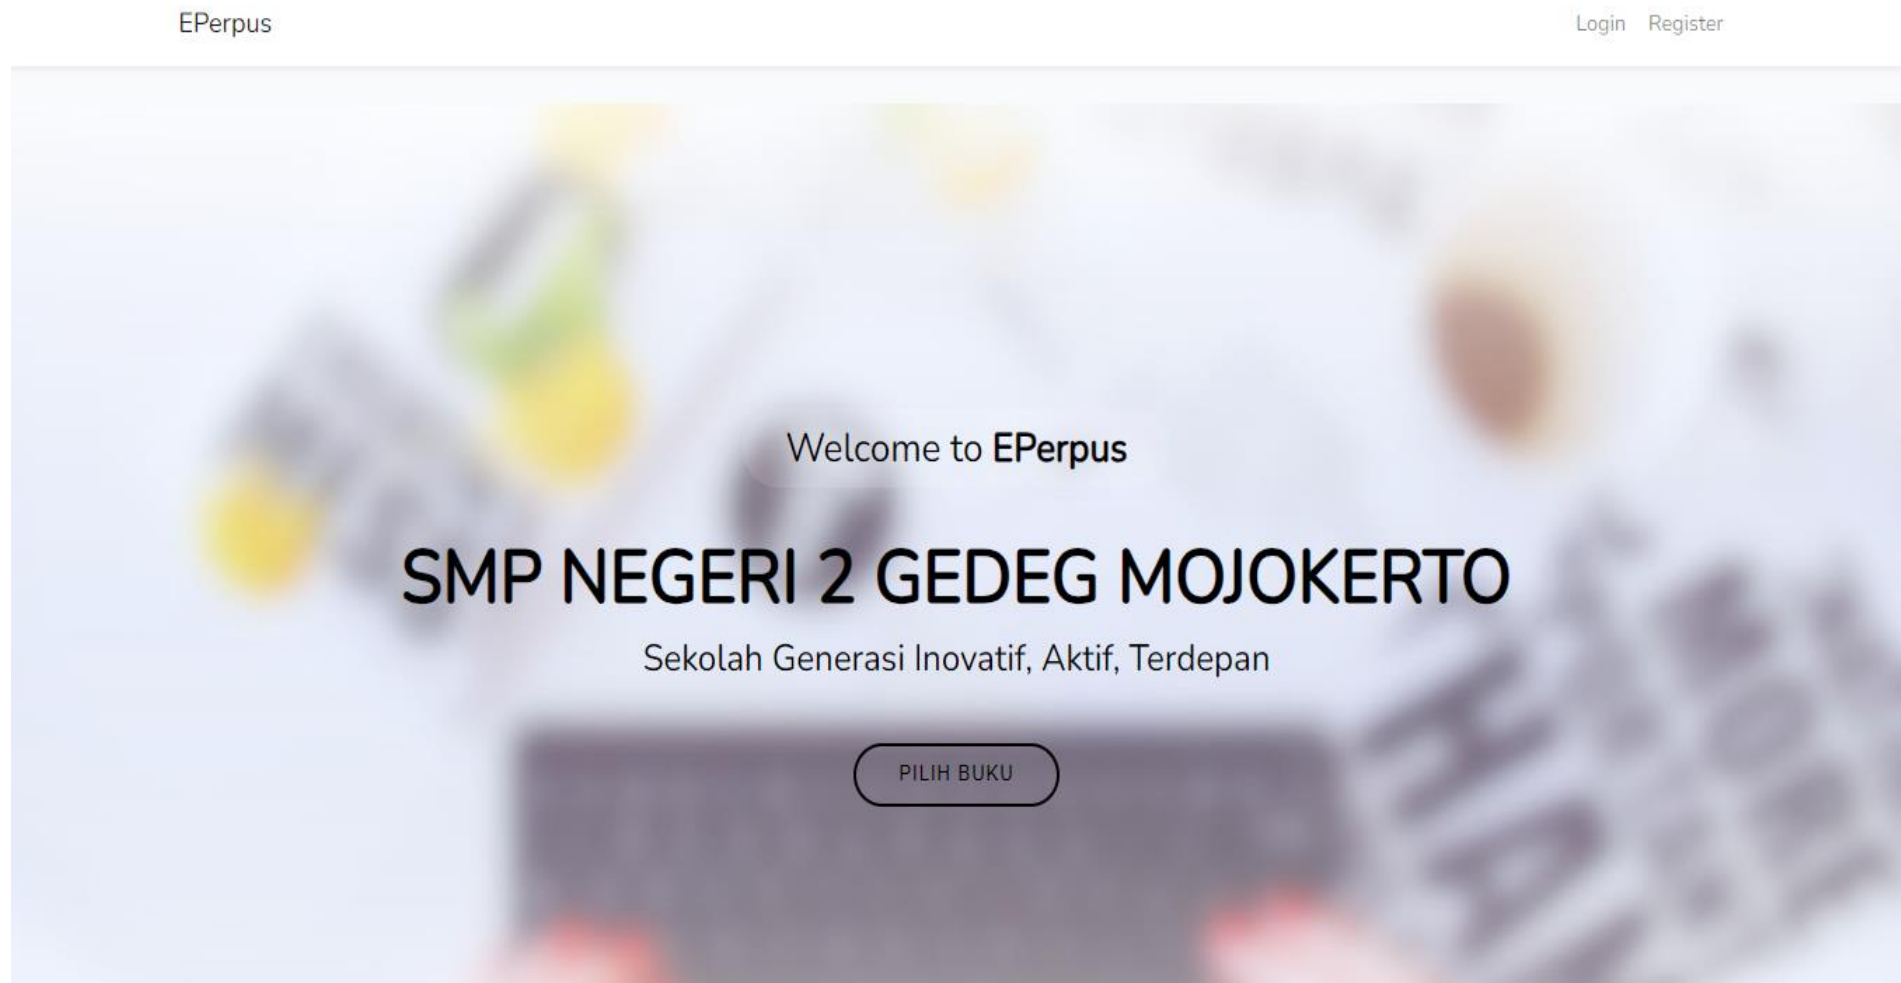 EPerpus
Login Register
Welcome to EPerpus
SMP NEGERI 2 GEDEG MOJOKERTO
Sekolah Generasi Inovatif, Aktif, Terdepan
PILIH BUKU